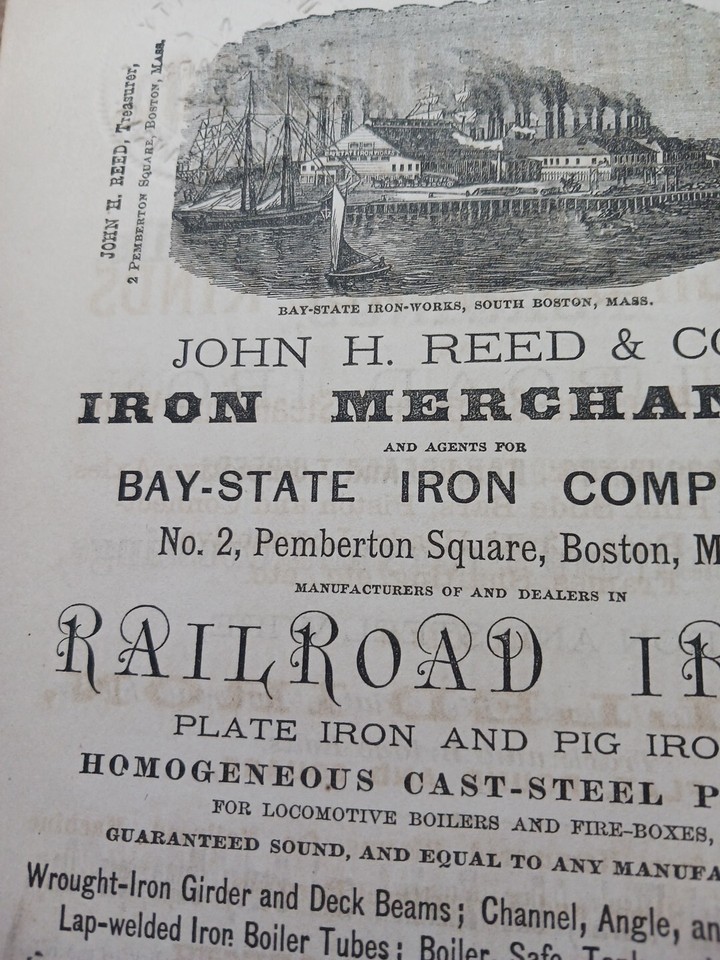 JOHN H. REED, Treasurer,
2 PEMBERTON SQUARE, BOSTON, MASS.
BAY-STATE IRON-WORKS, SOUTH BOSTON, MASS.
JOHN H. REED & CO
IRON MERCHAN
AND AGENTS FOR
BAY-STATE IRON COMP
No. 2, Pemberton Square, Boston, M
MANUFACTURERS OF AND DEALERS IN
RAILROAD IR
PLATE IRON AND PIG IRO
HOMOGENEOUS CAST-STEEL P
FOR LOCOMOTIVE BOILERS AND FIRE-BOXES,
GUARANTEED SOUND, AND EQUAL TO ANY MANUFA
Wrought-Iron Girder and Deck Beams; Channel, Angle, an
Lap-welded Iron Boiler Tubes; Boiler, Safe, Tank